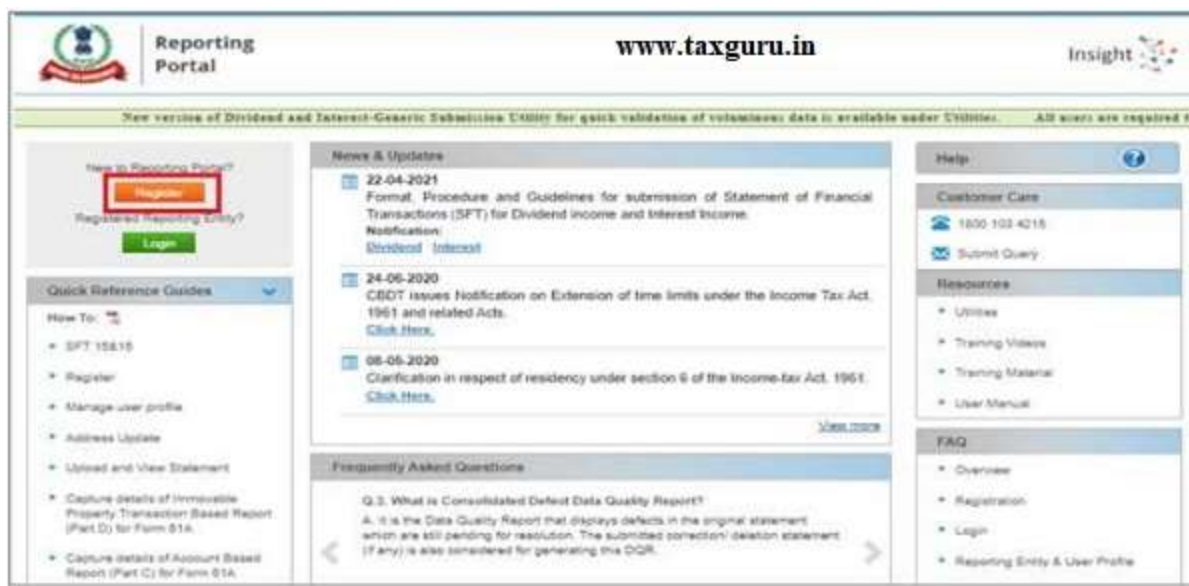 Reporting
Portal
www.taxguru.in
Insight
New version of Dividend and Interest-Generic Submission Utility for quick validation of voluminous data is available under Utilities. All users are required
New to Reporting Portal?
Register
Registered Reporting Entity?
Login
Quick Reference Guides
How To:
SFT 15&16
Register
Manage user profile
Address Update
Upload and View Statement
Capture details of Immovable
Property Transaction Based Report
(Part D) for Form 61A
Capture details of Account Based
Report (Part C) for Form 61A
News & Updates
22-04-2021
Format, Procedure and Guidelines for submission of Statement of Financial
Transactions (SFT) for Dividend income and Interest Income.
Notification:
Dividend Interest
24-06-2020
CBDT issues Notification on Extension of time limits under the Income Tax Act,
1961 and related Acts.
Click Here.
08-05-2020
Clarification in respect of residency under section 6 of the Income-tax Act, 1961.
Click Here.
View more
Frequently Asked Questions
Q.3. What is Consolidated Defect Data Quality Report?
A. It is the Data Quality Report that displays defects in the original statement
which are still pending for resolution. The submitted correction/ deletion statement
(if any) is also considered for generating this DQR.
Help
Customer Care
1800 103 4215
Submit Query
Resources
Utilities
Training Videos
Training Material
User Manual
FAQ
Overview
Registration
Login
Reporting Entity & User Profile